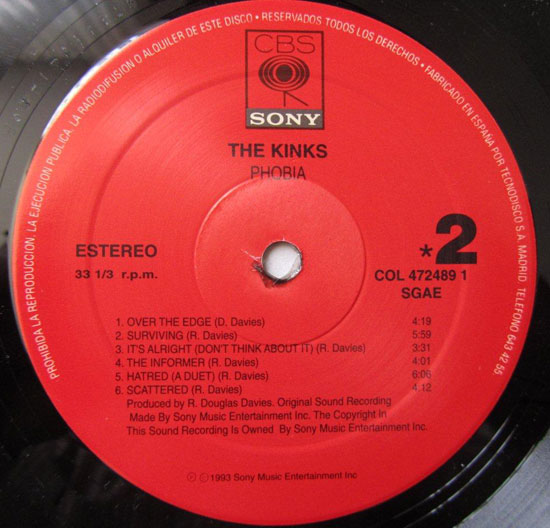 PROHIBIDA LA REPRODUCCION, LA EJECUCION PUBLICA, LA RADIODIFUSION O ALQUILER DE ESTE DISCO • RESERVADOS TODOS LOS DERECHOS • FABRICADO EN ESPAÑA POR TECNODISCO S.A. MADRID. TELEFONO 643 42 55
CBS
SONY
THE KINKS
PHOBIA
ESTEREO
33 1/3 r.p.m.
*2
COL 472489 1
SGAE
1. OVER THE EDGE (D. Davies) 4:19
2. SURVIVING (R. Davies) 5:59
3. IT'S ALRIGHT (DON'T THINK ABOUT IT) (R. Davies) 3:31
4. THE INFORMER (R. Davies) 4:01
5. HATRED (A DUET) (R. Davies) 6:06
6. SCATTERED (R. Davies) 4:12
Produced by R. Douglas Davies. Original Sound Recording
Made By Sony Music Entertainment Inc. The Copyright In
This Sound Recording Is Owned By Sony Music Entertainment Inc.
Ⓟ © 1993 Sony Music Entertainment Inc